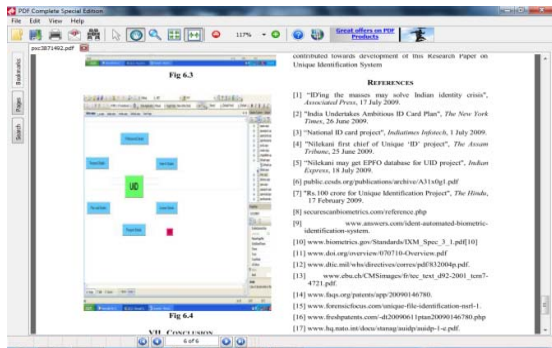 PDF Complete Special Edition
File Edit View Help
117%
Great offers on PDF
Products
pxc3871492.pdf
Bookmarks
Pages
Search
Fig 6.3
UID
Fig 6.4
VII. CONCLUSION
contributed towards development of this Research Paper on
Unique Identification System
REFERENCES
[1] "ID'ing the masses may solve Indian identity crisis",
Associated Press, 17 July 2009.
[2] "India Undertakes Ambitious ID Card Plan", The New York
Times, 26 June 2009.
[3] "National ID card project", Indiatimes Infotech, 1 July 2009.
[4] "Nilekani first chief of Unique 'ID' project", The Assam
Tribune, 25 June 2009.
[5] "Nilekani may get EPFO database for UID project", Indian
Express, 18 July 2009.
[6] public.ccsds.org/publications/archive/A31x0g1.pdf
[7] "Rs.100 crore for Unique Identification Project", The Hindu,
17 February 2009.
[8] securescanbiometrics.com/reference.php
[9] www.answers.com/ident-automated-biometric-
identification-system.
[10] www.biometrics.gov/Standards/IXM_Spec_3_1.pdf[10]
[11] www.doi.org/overview/070710-Overview.pdf
[12] www.dtic.mil/whs/directives/corres/pdf/832004p.pdf.
[13] www.ebu.ch/CMSimages/fr/tec_text_d92-2001_tcm7-
4721.pdf.
[14] www.faqs.org/patents/app/20090146780.
[15] www.forensicfocus.com/unique-file-identification-nsrl-1.
[16] www.freshpatents.com/-dt20090611ptan20090146780.php
[17] www.hq.nato.int/docu/stanag/auidp/auidp-1-e.pdf.
6 of 6